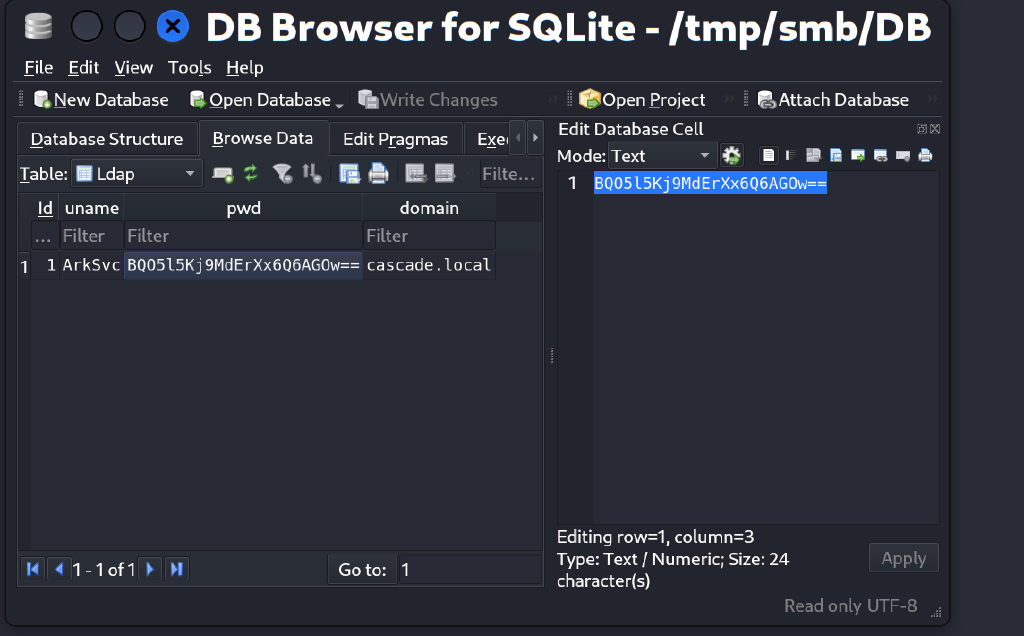 DB Browser for SQLite - /tmp/smb/DB
File Edit View Tools Help
New Database Open Database Write Changes Open Project Attach Database
Database Structure Browse Data Edit Pragmas Exe
Table: Ldap Filte...
Id uname pwd domain
... Filter Filter Filter
1 1 ArkSvc BQO5l5Kj9MdErXx6Q6AGOw== cascade.local
1 - 1 of 1 Go to: 1
Edit Database Cell
Mode: Text
1 BQO5l5Kj9MdErXx6Q6AGOw==
Editing row=1, column=3
Type: Text / Numeric; Size: 24
character(s)
Apply
Read only UTF-8